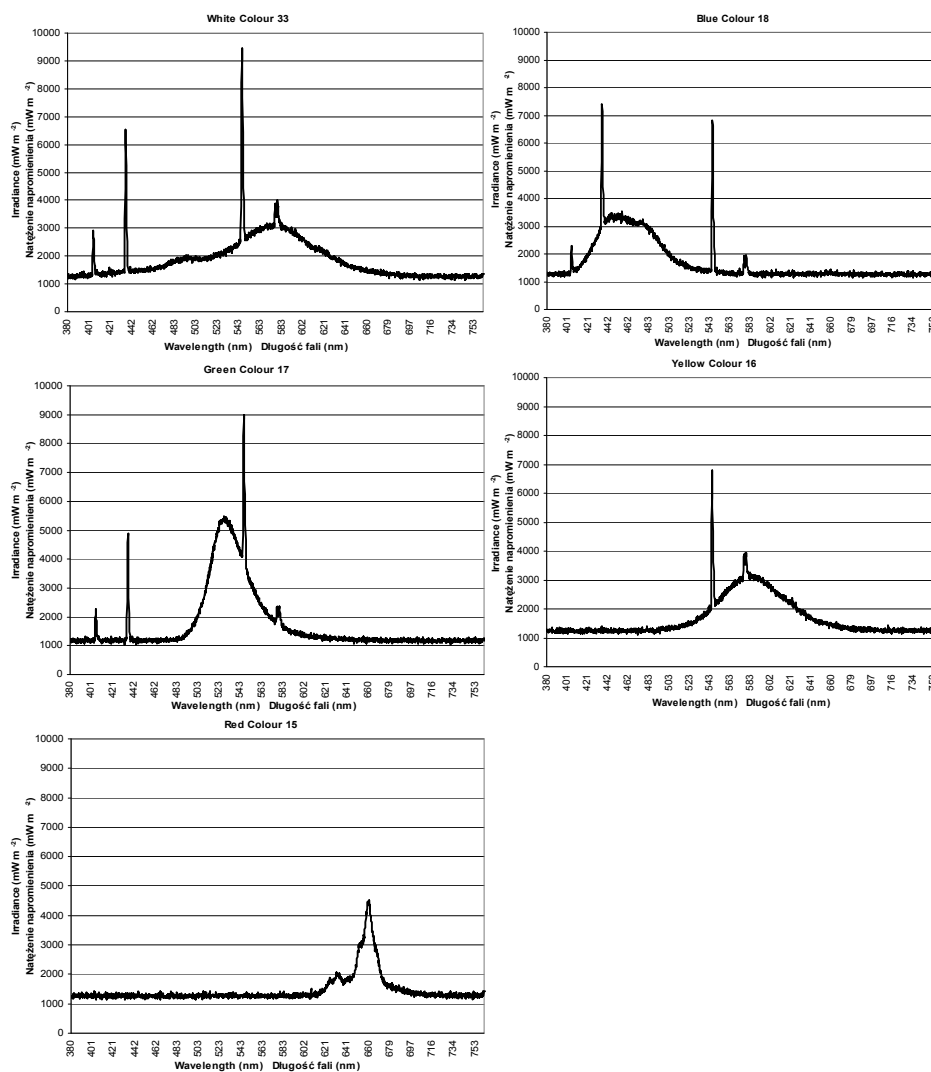 White Colour 33
10000
9000
8000
7000
6000
5000
4000
3000
2000
1000
0
Irradiance (mW m -2)
Natężenie napromienienia (mW m -2)
380 401 421 442 462 483 503 523 543 563 583 602 621 641 660 679 697 716 734 753
Wavelength (nm) Długość fali (nm)
Blue Colour 18
10000
9000
8000
7000
6000
5000
4000
3000
2000
1000
0
Irradiance (mW m -2)
Natężenie napromienienia (mW m -2)
380 401 421 442 462 483 503 523 543 563 583 602 621 641 660 679 697 716 734
Wavelength (nm) Długość fali (nm)
Green Colour 17
10000
9000
8000
7000
6000
5000
4000
3000
2000
1000
0
Irradiance (mW m -2)
Natężenie napromienienia (mW m -2)
380 401 421 442 462 483 503 523 543 563 583 602 621 641 660 679 697 716 734 753
Wavelength (nm) Długość fali (nm)
Yellow Colour 16
10000
9000
8000
7000
6000
5000
4000
3000
2000
1000
0
Irradiance (mW m -2)
Natężenie napromienienia (mW m -2)
380 401 421 442 462 483 503 523 543 563 583 602 621 641 660 679 697 716 734
Wavelength (nm) Długość fali (nm)
Red Colour 15
10000
9000
8000
7000
6000
5000
4000
3000
2000
1000
0
Irradiance (mW m -2)
Natężenie napromienienia (mW m -2)
380 401 421 442 462 483 503 523 543 563 583 602 621 641 660 679 697 716 734 753
Wavelength (nm) Długość fali (nm)